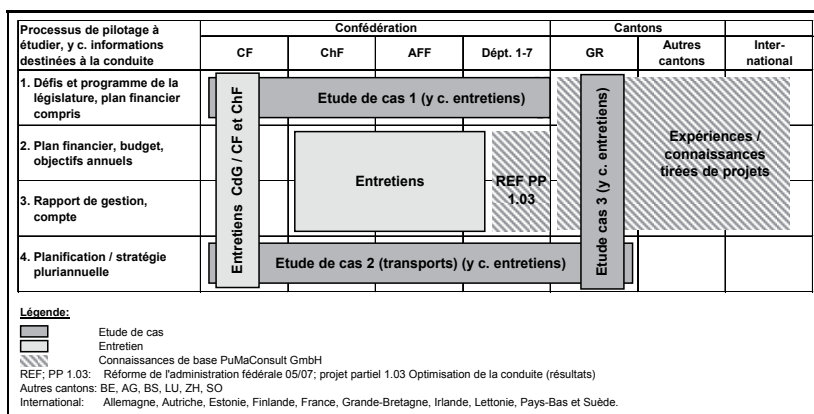 Processus de pilotage à
étudier, y c. informations
destinées à la conduite
Confédération
Cantons
CF
ChF
AFF
Dépt. 1-7
GR
Autres
cantons
Inter-
national
1. Défis et programme de la
législature, plan financier
compris
Etude de cas 1 (y c. entretiens)
2. Plan financier, budget,
objectifs annuels
Entretiens CdG / CF et ChF
Entretiens
REF PP
1.03
Etude cas 3 (y c. entretiens)
Expériences /
connaissances
tirées de projets
3. Rapport de gestion,
compte
4. Planification / stratégie
pluriannuelle
Etude de cas 2 (transports) (y c. entretiens)
Légende:
Etude de cas
Entretien
Connaissances de base PuMaConsult GmbH
REF; PP 1.03: Réforme de l'administration fédérale 05/07; projet partiel 1.03 Optimisation de la conduite (résultats)
Autres cantons: BE, AG, BS, LU, ZH, SO
International: Allemagne, Autriche, Estonie, Finlande, France, Grande-Bretagne, Irlande, Lettonie, Pays-Bas et Suède.